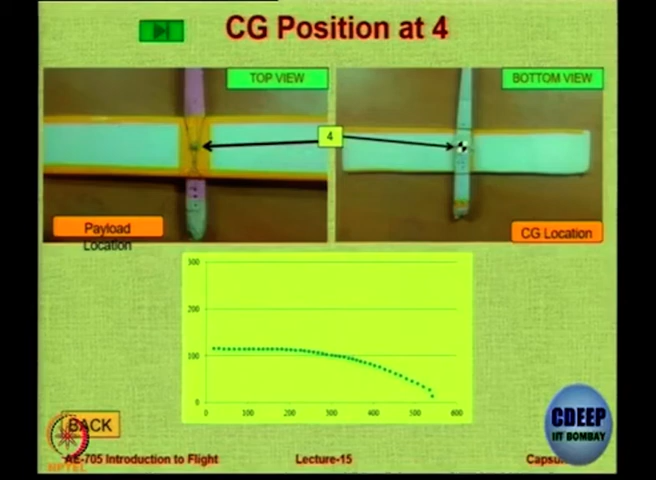 CG Position at 4
TOP VIEW
BOTTOM VIEW
4
Payload
Location
CG Location
300
200
100
0
0 100 200 300 400 500 600
BACK
NPTEL
CDEEP
IIT BOMBAY
AE-705 Introduction to Flight
Lecture-15